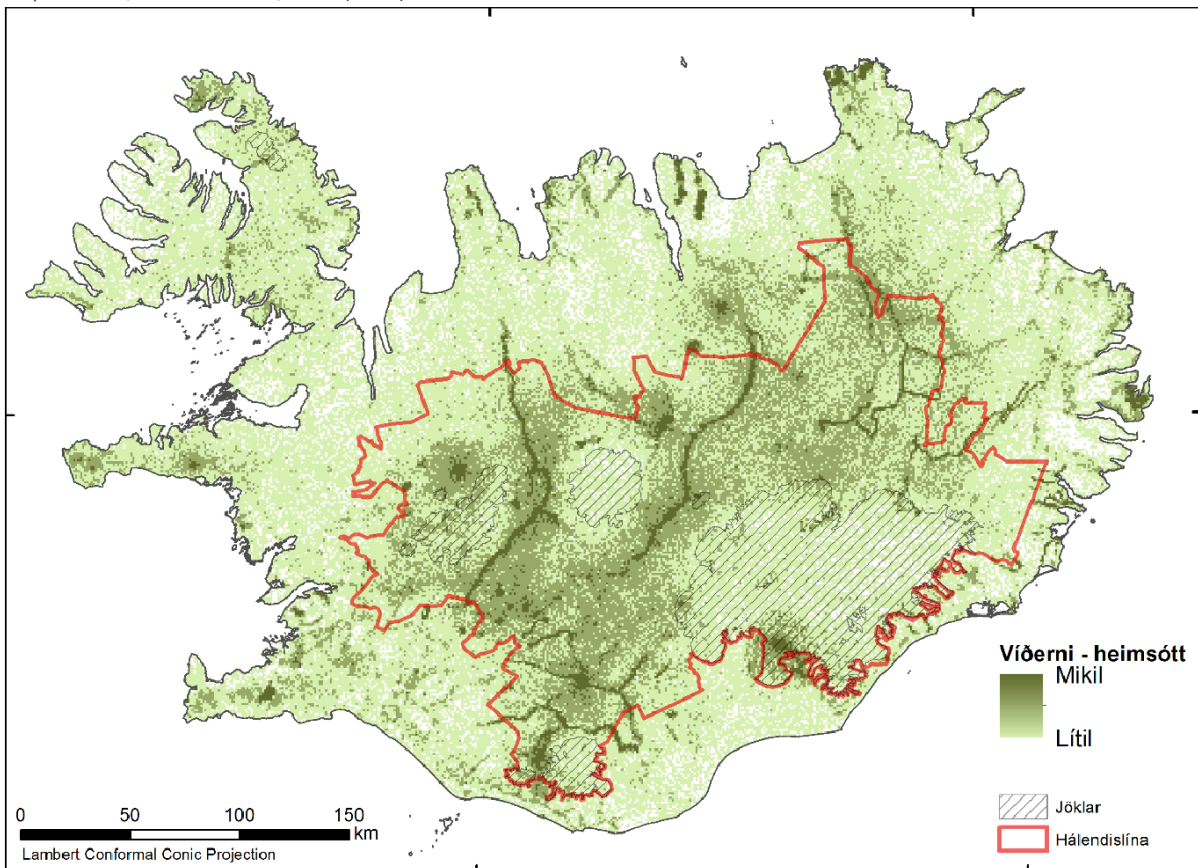 Víðerni - heimsótt
Mikil
Lítil
Jöklar
Hálendislína
0 50 100 150
km
Lambert Conformal Conic Projection